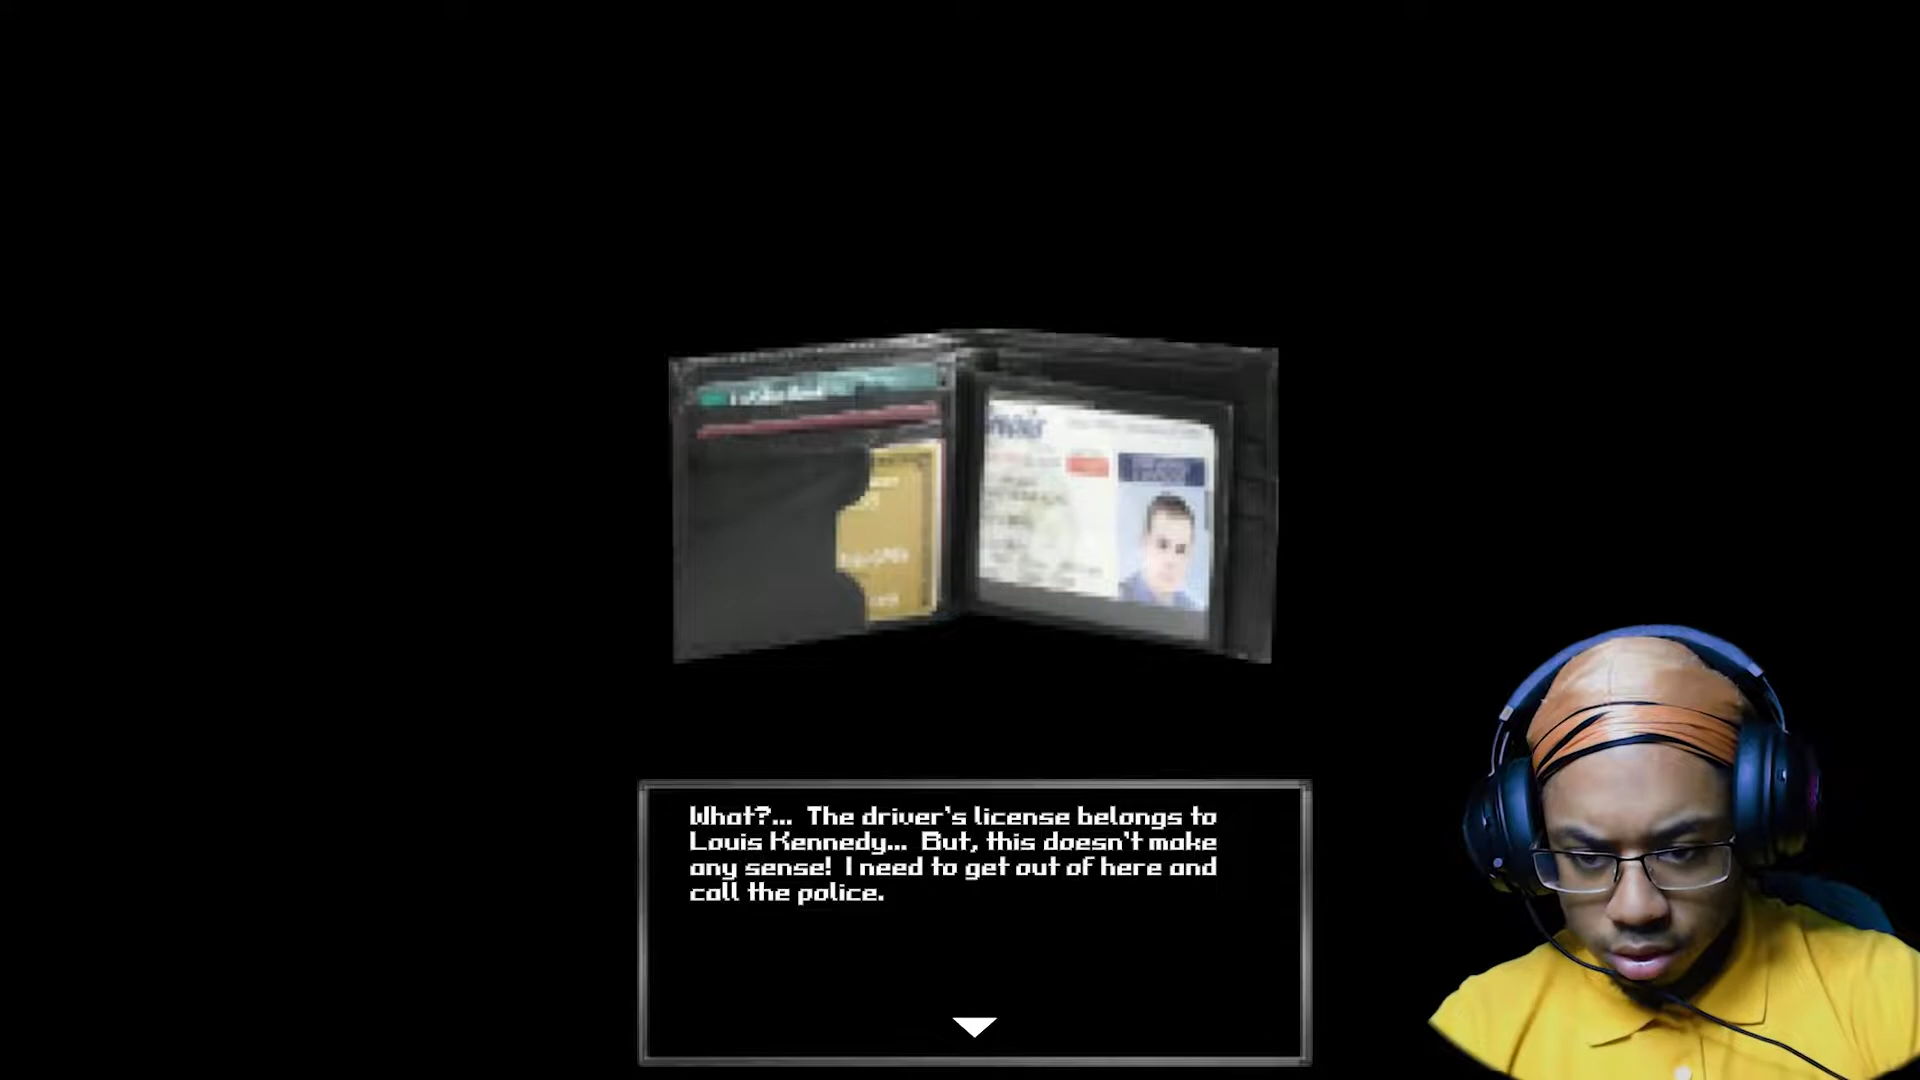 What?... The driver's license belongs to
Louis Kennedy... But, this doesn't make
any sense! I need to get out of here and
call the police.